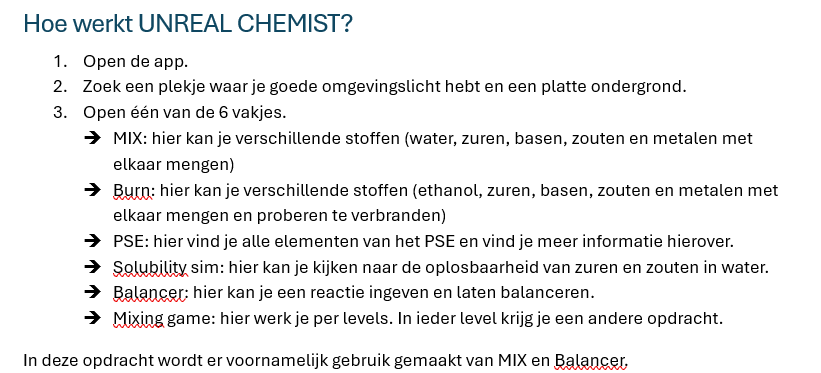 Hoe werkt UNREAL CHEMIST?
1. Open de app.
2. Zoek een plekje waar je goede omgevingslicht hebt en een platte ondergrond.
3. Open één van de 6 vakjes.
➔ MIX: hier kan je verschillende stoffen (water, zuren, basen, zouten en metalen met
elkaar mengen)
➔ Burn: hier kan je verschillende stoffen (ethanol, zuren, basen, zouten en metalen met
elkaar mengen en proberen te verbranden)
➔ PSE: hier vind je alle elementen van het PSE en vind je meer informatie hierover.
➔ Solubility sim: hier kan je kijken naar de oplosbaarheid van zuren en zouten in water.
➔ Balancer: hier kan je een reactie ingeven en laten balanceren.
➔ Mixing game: hier werk je per levels. In ieder level krijg je een andere opdracht.
In deze opdracht wordt er voornamelijk gebruik gemaakt van MIX en Balancer.